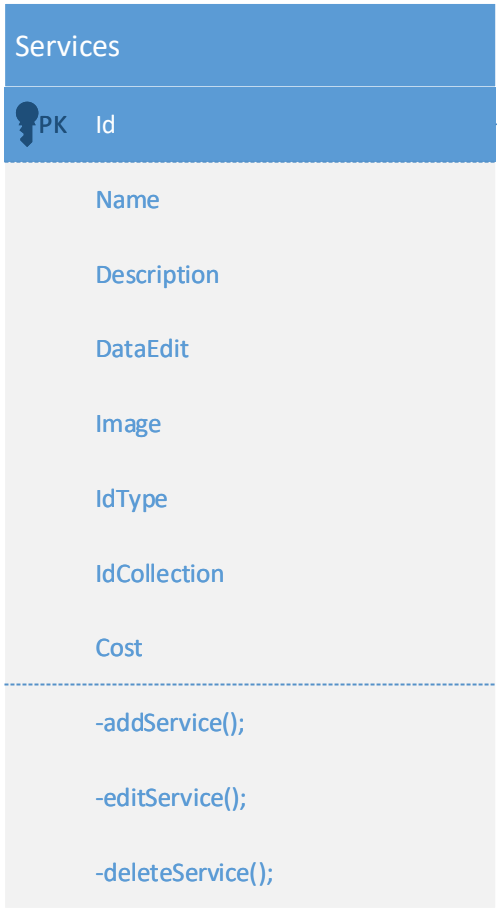 Services
PK Id
Name
Description
DataEdit
Image
IdType
IdCollection
Cost
-addService();
-editService();
-deleteService();